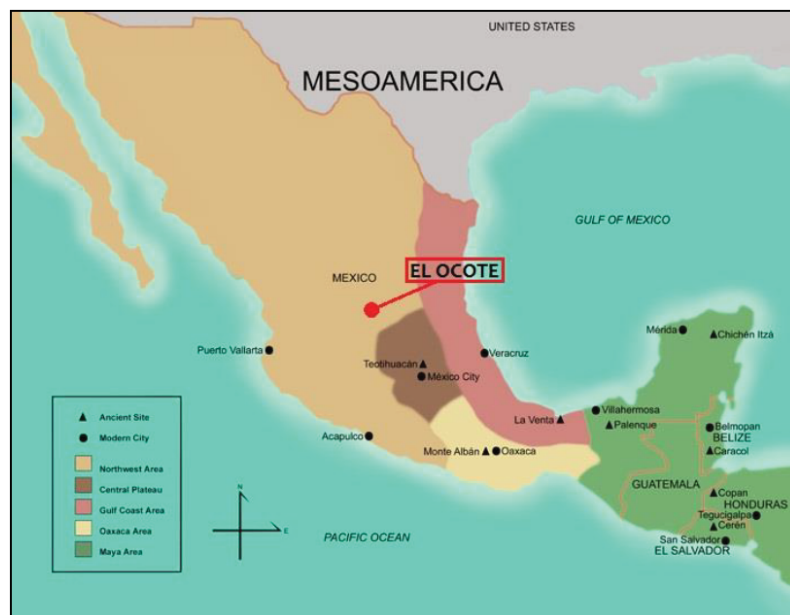 UNITED STATES
MESOAMERICA
GULF OF MEXICO
EL OCOTE
MEXICO
Mérida
Chichén Itzá
Puerto Vallarta
Veracruz
Teotihuacán
México City
Villahermosa
La Venta
Palenque
Belmopan
BELIZE
Acapulco
Monte Albán
Oaxaca
Caracol
GUATEMALA
Copan
HONDURAS
Tegucigalpa
Cerén
San Salvador
EL SALVADOR
PACIFIC OCEAN
N
E
Ancient Site
Modern City
Northwest Area
Central Plateau
Gulf Coast Area
Oaxaca Area
Maya Area